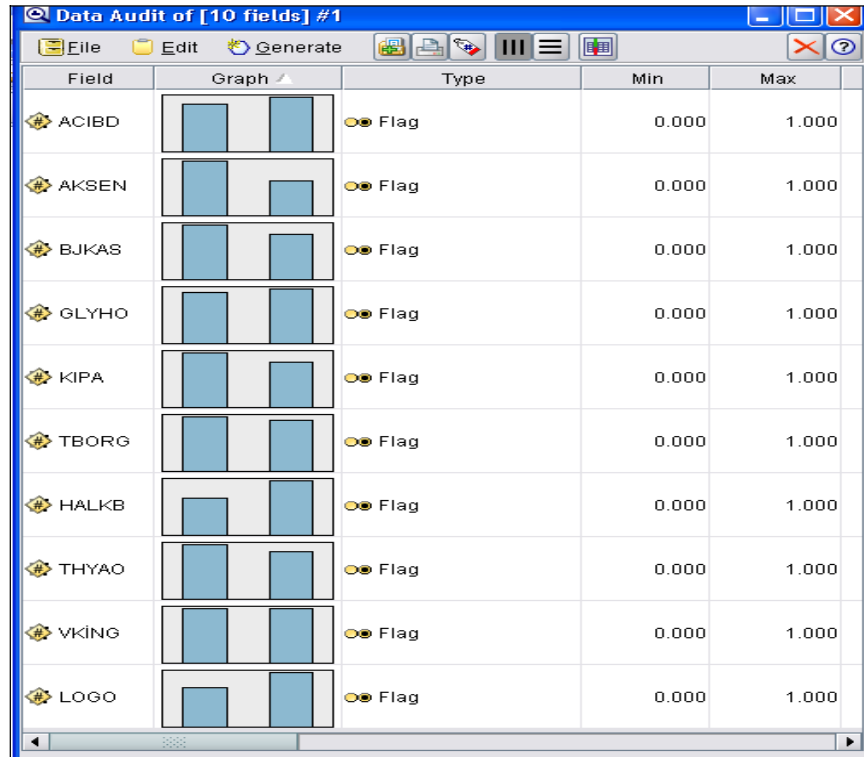 Data Audit of [10 fields] #1
File Edit Generate
Field Graph Type Min Max
ACIBD Flag 0.000 1.000
AKSEN Flag 0.000 1.000
BJKAS Flag 0.000 1.000
GLYHO Flag 0.000 1.000
KIPA Flag 0.000 1.000
TBORG Flag 0.000 1.000
HALKB Flag 0.000 1.000
THYAO Flag 0.000 1.000
VKİNG Flag 0.000 1.000
LOGO Flag 0.000 1.000